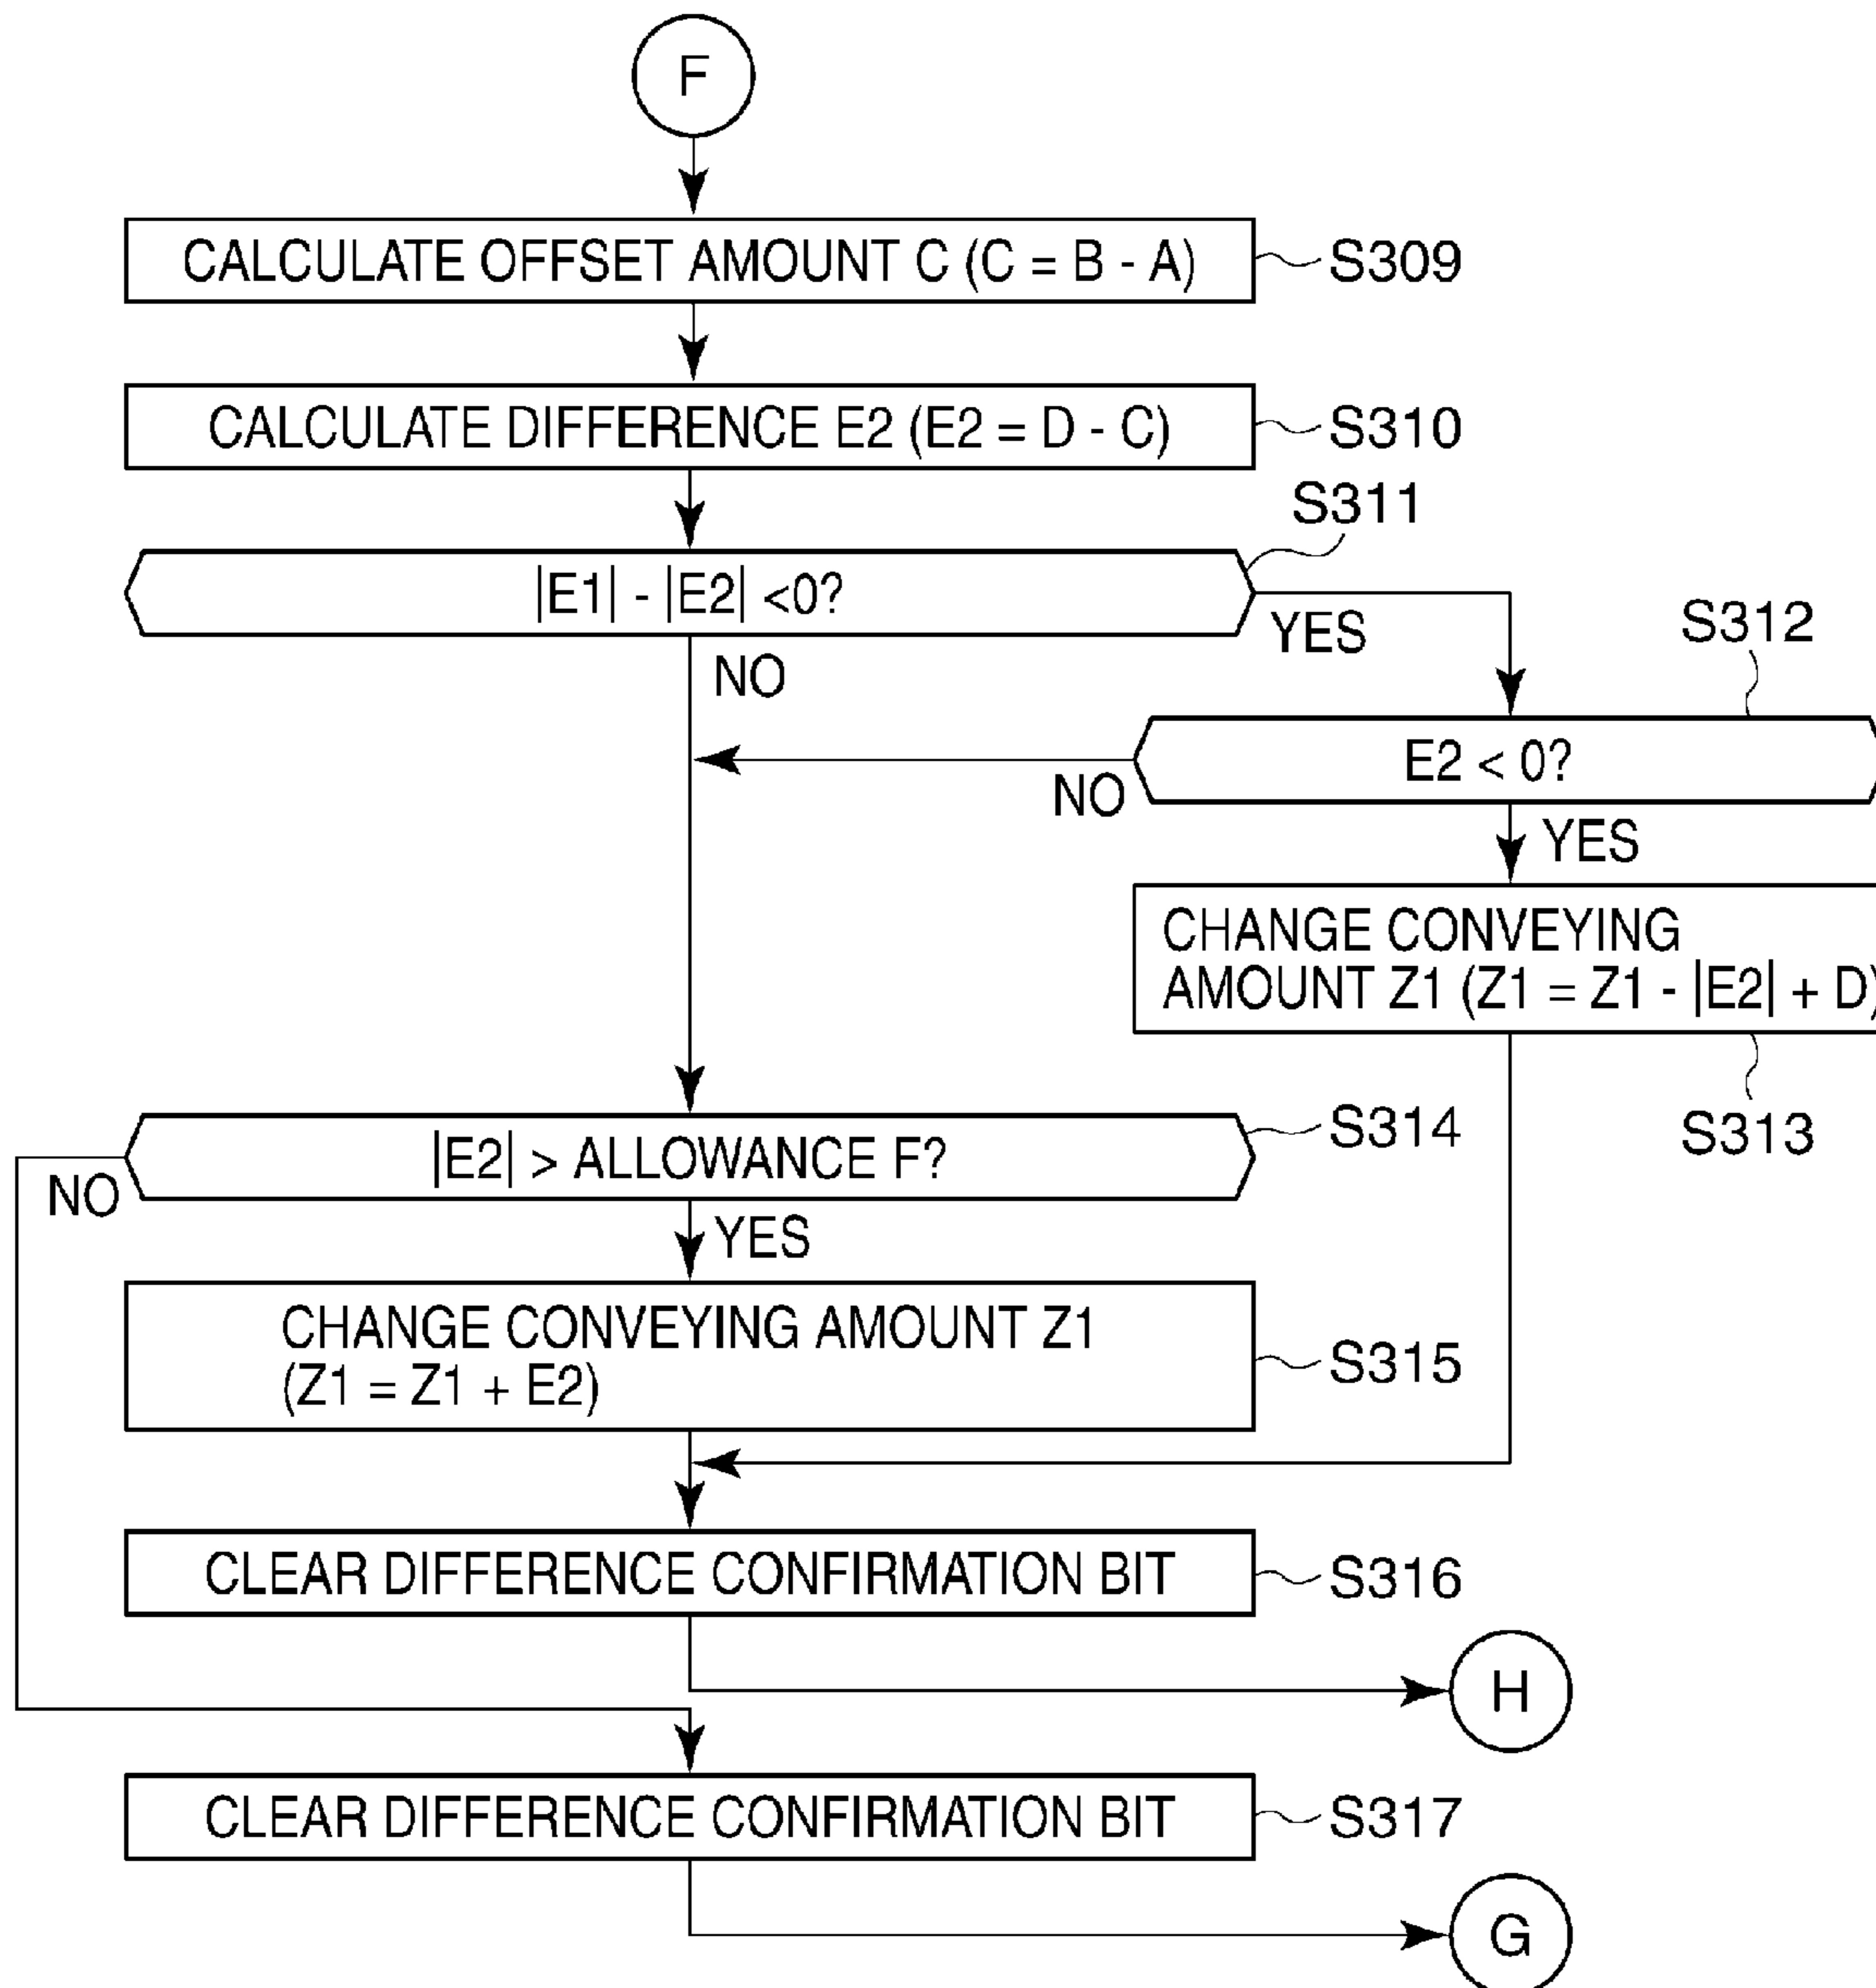 F
CALCULATE OFFSET AMOUNT C (C = B - A)
S309
CALCULATE DIFFERENCE E2 (E2 = D - C)
S310
S311
|E1| - |E2| <0?
YES
NO
S312
E2 < 0?
NO
YES
CHANGE CONVEYING
AMOUNT Z1 (Z1 = Z1 - |E2| + D)
S313
|E2| > ALLOWANCE F?
S314
NO
YES
CHANGE CONVEYING AMOUNT Z1
(Z1 = Z1 + E2)
S315
CLEAR DIFFERENCE CONFIRMATION BIT
S316
H
CLEAR DIFFERENCE CONFIRMATION BIT
S317
G